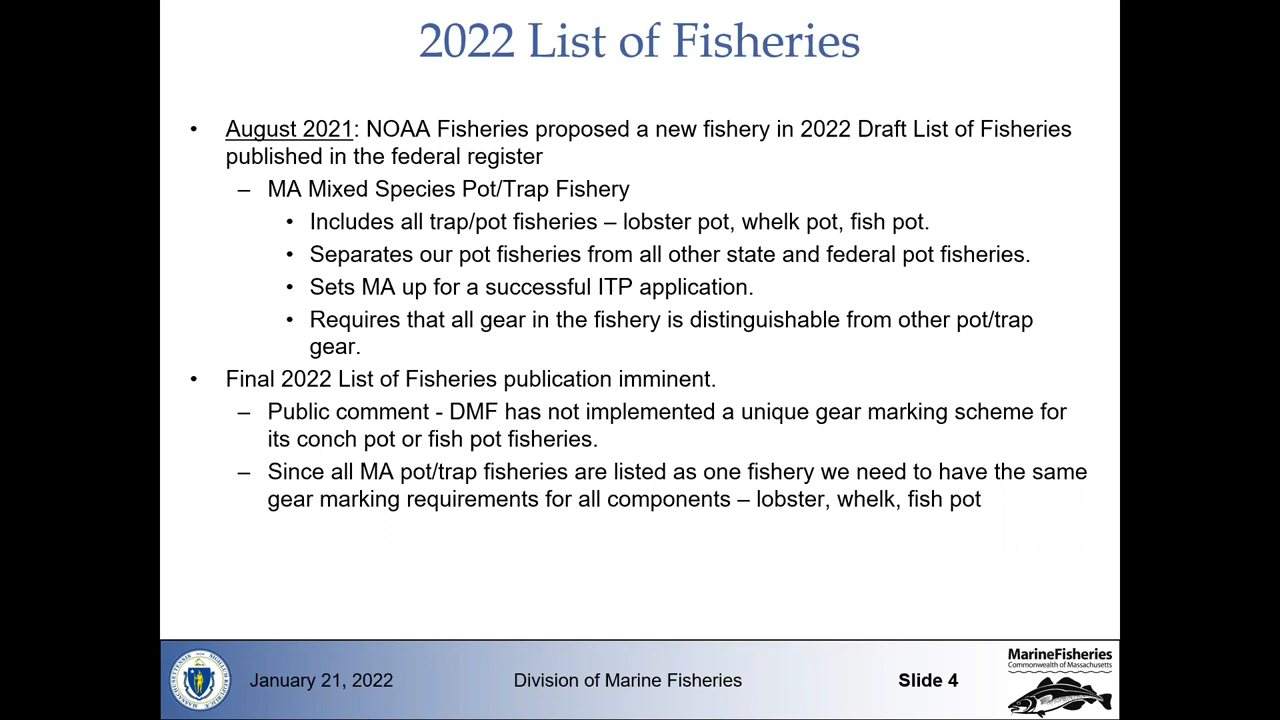 2022 List of Fisheries
• August 2021: NOAA Fisheries proposed a new fishery in 2022 Draft List of Fisheries
published in the federal register
– MA Mixed Species Pot/Trap Fishery
• Includes all trap/pot fisheries – lobster pot, whelk pot, fish pot.
• Separates our pot fisheries from all other state and federal pot fisheries.
• Sets MA up for a successful ITP application.
• Requires that all gear in the fishery is distinguishable from other pot/trap
gear.
• Final 2022 List of Fisheries publication imminent.
– Public comment - DMF has not implemented a unique gear marking scheme for
its conch pot or fish pot fisheries.
– Since all MA pot/trap fisheries are listed as one fishery we need to have the same
gear marking requirements for all components – lobster, whelk, fish pot
January 21, 2022
Division of Marine Fisheries
Slide 4
MarineFisheries
Commonwealth of Massachusetts